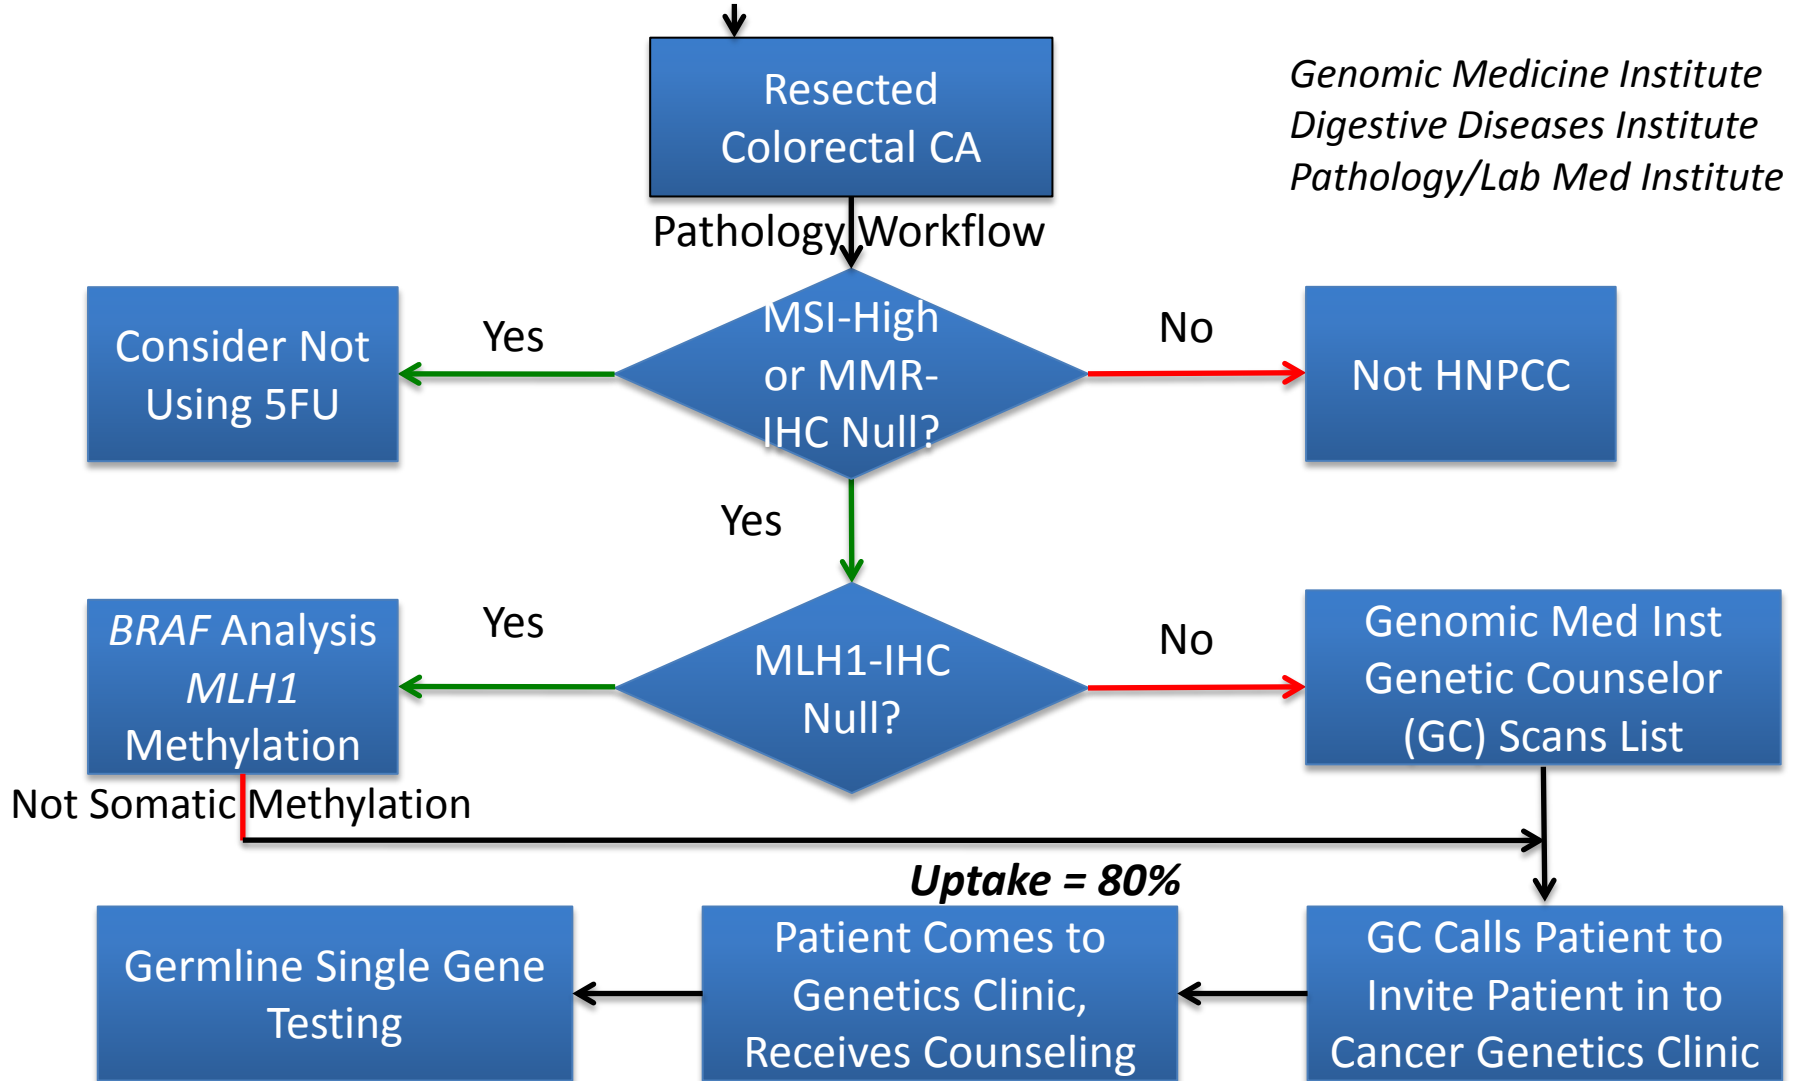 Resected
Colorectal CA
Genomic Medicine Institute
Digestive Diseases Institute
Pathology/Lab Med Institute
Pathology Workflow
Consider Not
Using 5FU
Yes
MSI-High
or MMR-
IHC Null?
No
Not HNPCC
Yes
BRAF Analysis
MLH1
Methylation
Yes
MLH1-IHC
Null?
No
Genomic Med Inst
Genetic Counselor
(GC) Scans List
Not Somatic Methylation
Uptake = 80%
Germline Single Gene
Testing
Patient Comes to
Genetics Clinic,
Receives Counseling
GC Calls Patient to
Invite Patient in to
Cancer Genetics Clinic